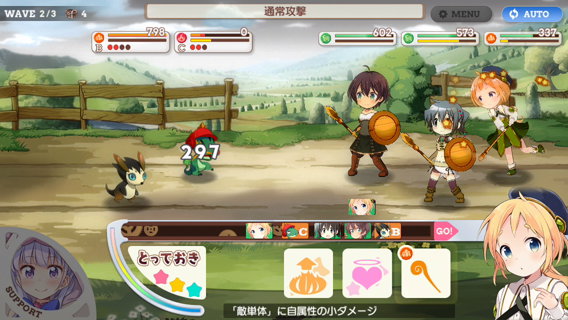 WAVE 2/3 4
通常攻撃
MENU
AUTO
798
B
0
C
602
573
337
297
C
B
GO!
とっておき
SUPPORT
「敵単体」に自属性の小ダメージ